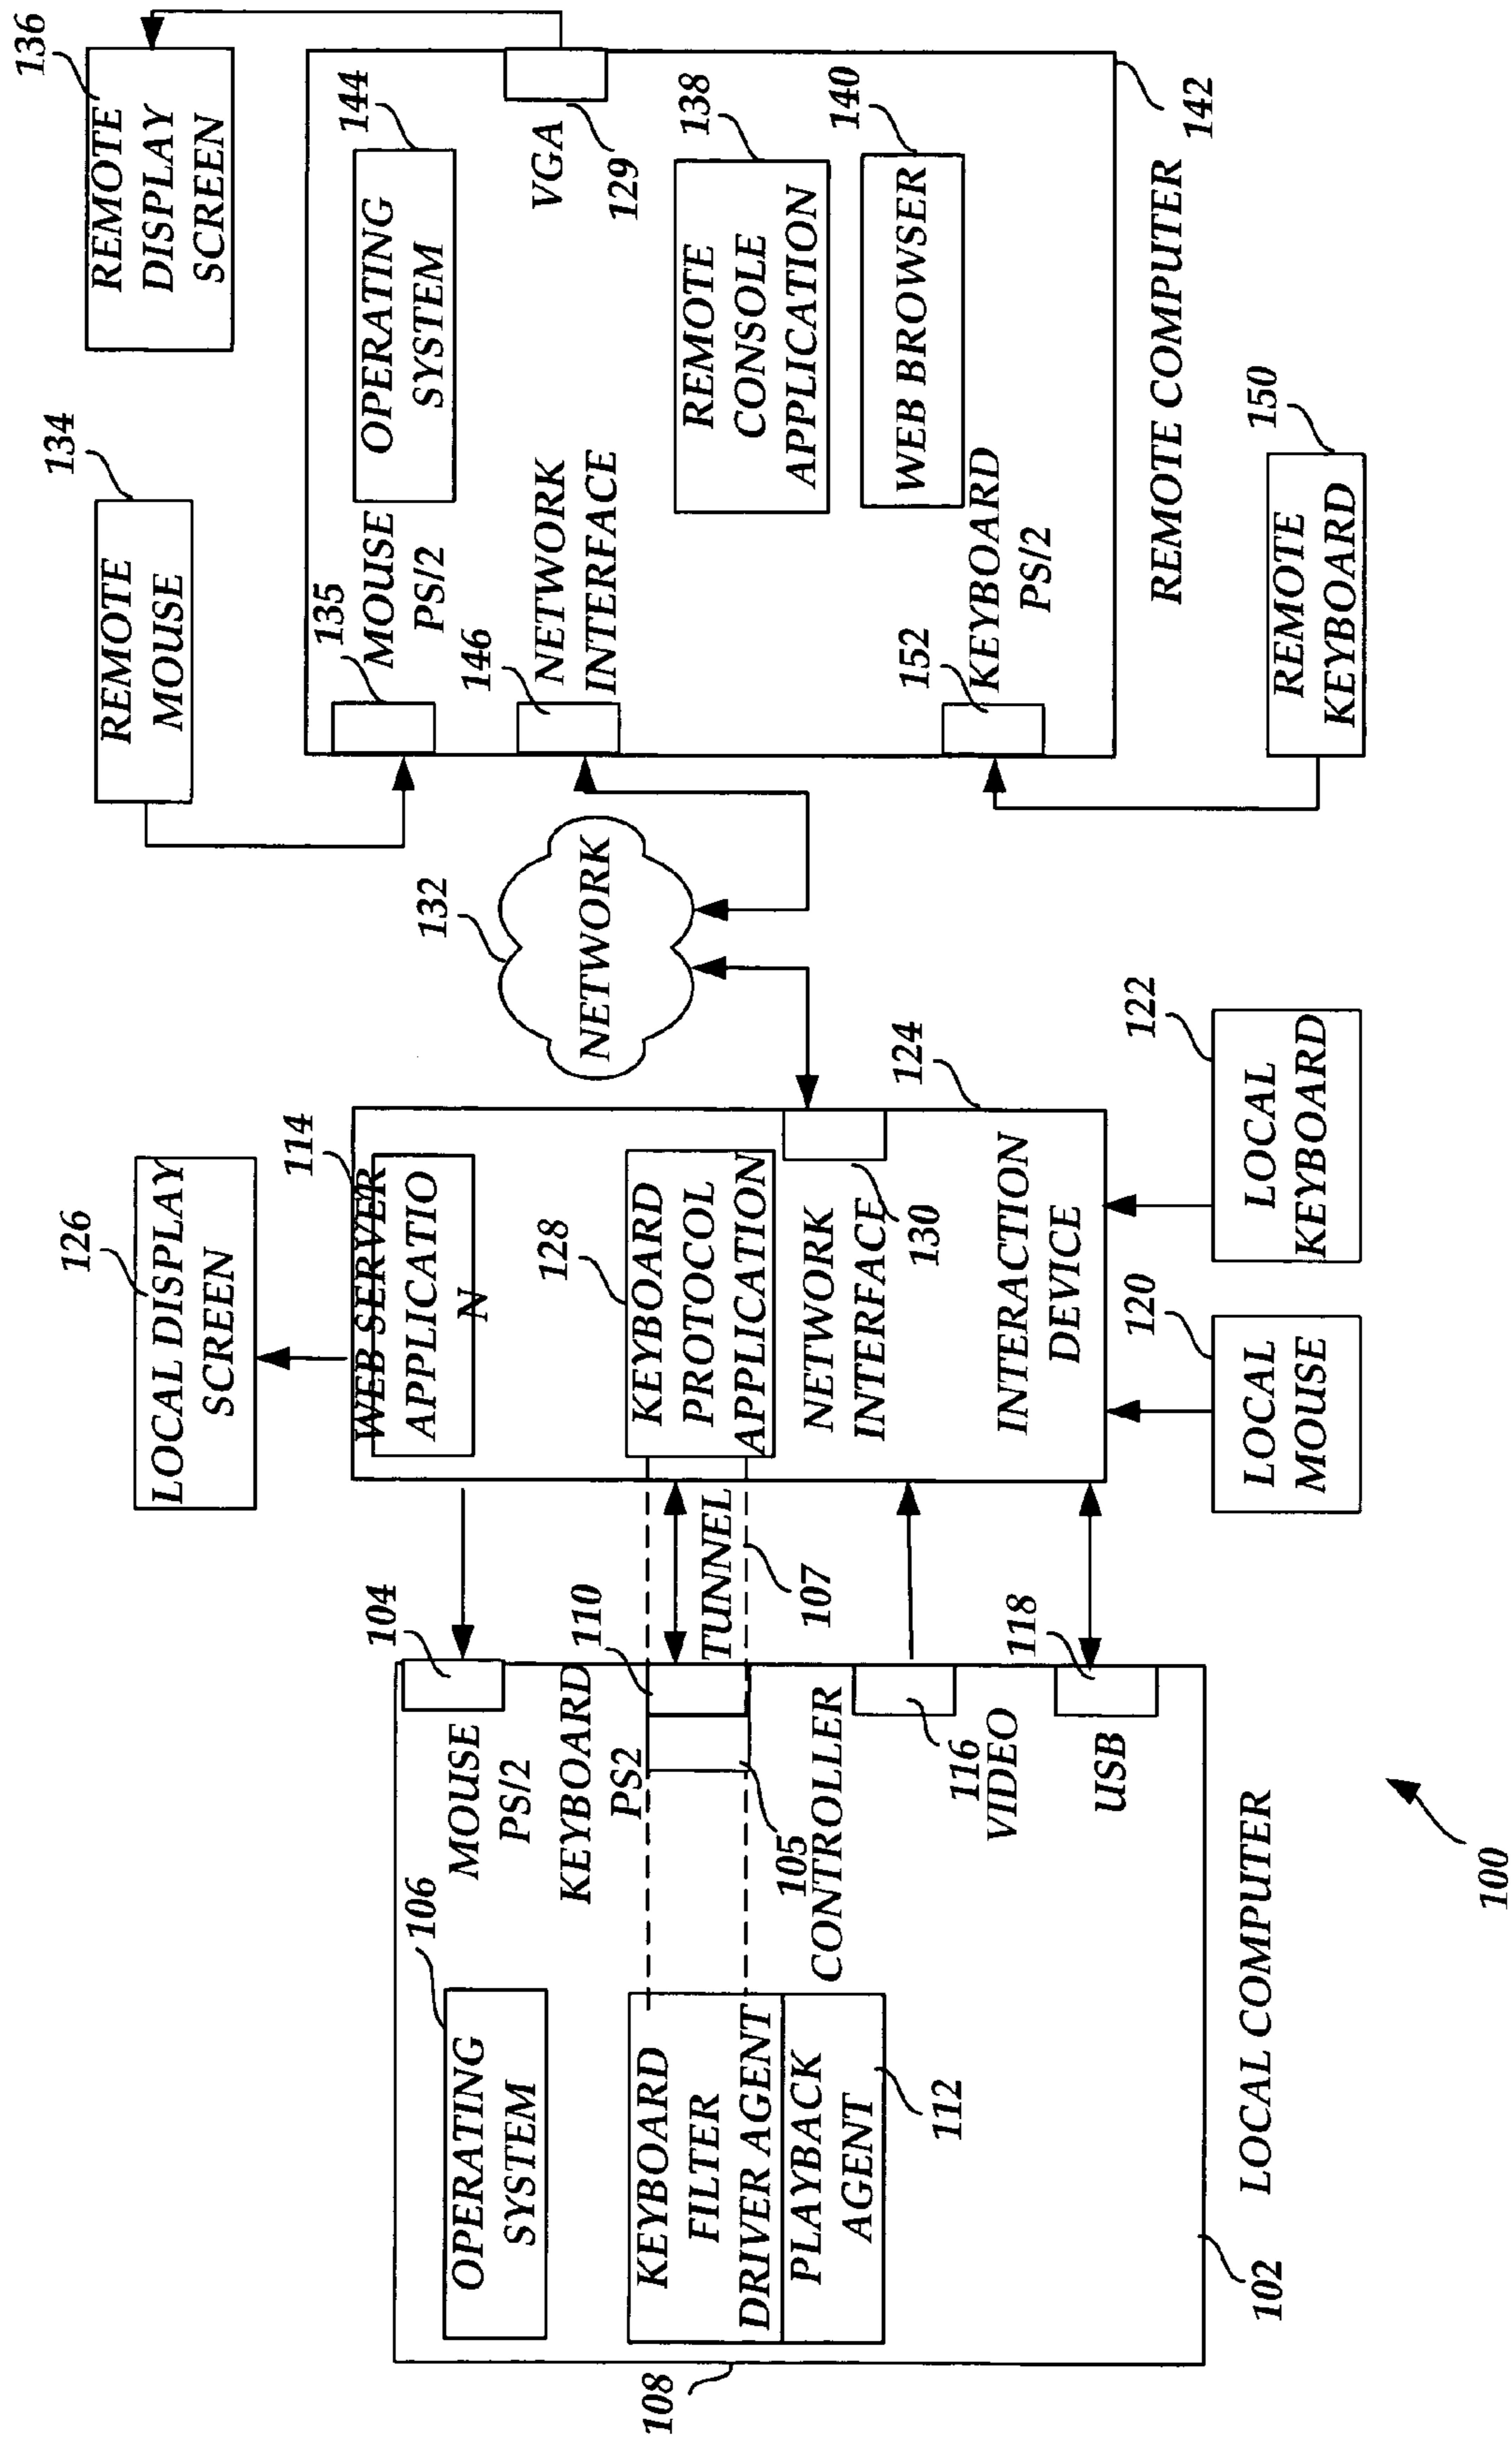 136
REMOTE
DISPLAY
SCREEN
134
REMOTE
MOUSE
144
OPERATING
SYSTEM
135
MOUSE
PS/2
VGA
129
146
NETWORK
INTERFACE
138
REMOTE
CONSOLE
APPLICATION
140
WEB BROWSER
152
KEYBOARD
PS/2
142
REMOTE COMPUTER
150
REMOTE
KEYBOARD
132
NETWORK
126
LOCAL DISPLAY
SCREEN
114
WEB SERVER
APPLICATIO
N
128
KEYBOARD
PROTOCOL
APPLICATION
NETWORK
INTERFACE
130
124
INTERACTION
DEVICE
122
LOCAL
KEYBOARD
120
LOCAL
MOUSE
104
MOUSE
PS/2
110
KEYBOARD
PS2
TUNNEL
107
105
CONTROLLER
116
VIDEO
118
USB
106
OPERATING
SYSTEM
KEYBOARD
FILTER
DRIVER AGENT
PLAYBACK
AGENT
112
108
102
LOCAL COMPUTER
100